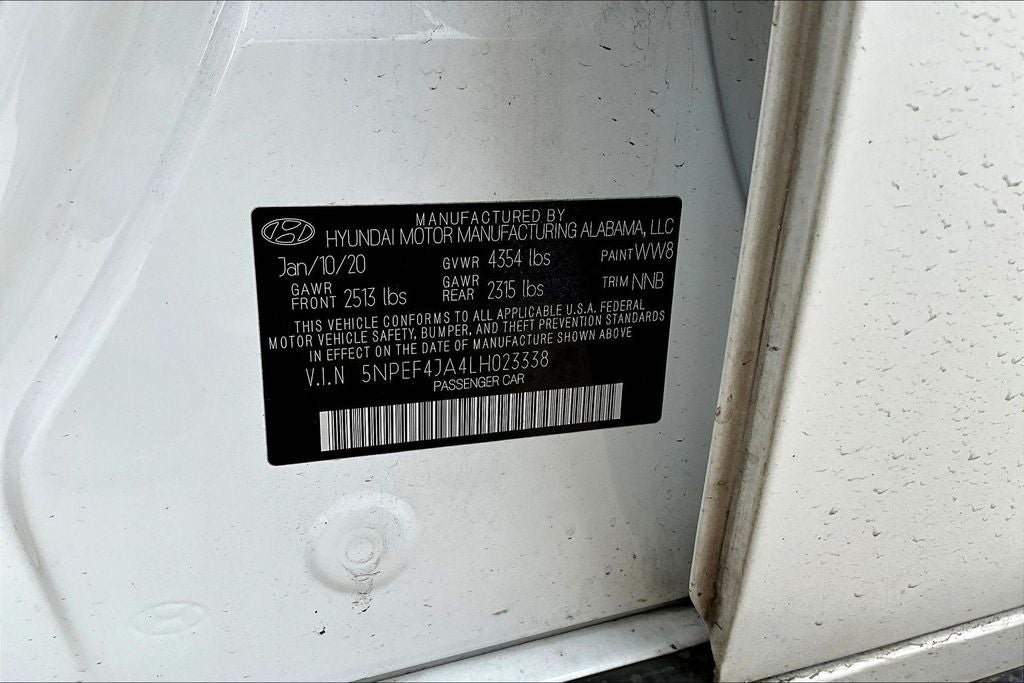 MANUFACTURED BY
HYUNDAI MOTOR MANUFACTURING ALABAMA, LLC
Jan/10/20 GVWR 4354 lbs PAINT WW8
GAWR FRONT 2513 lbs GAWR REAR 2315 lbs TRIM NNB
THIS VEHICLE CONFORMS TO ALL APPLICABLE U.S.A. FEDERAL
MOTOR VEHICLE SAFETY, BUMPER, AND THEFT PREVENTION STANDARDS
IN EFFECT ON THE DATE OF MANUFACTURE SHOWN ABOVE
V.I.N 5NPEF4JA4LH023338
PASSENGER CAR